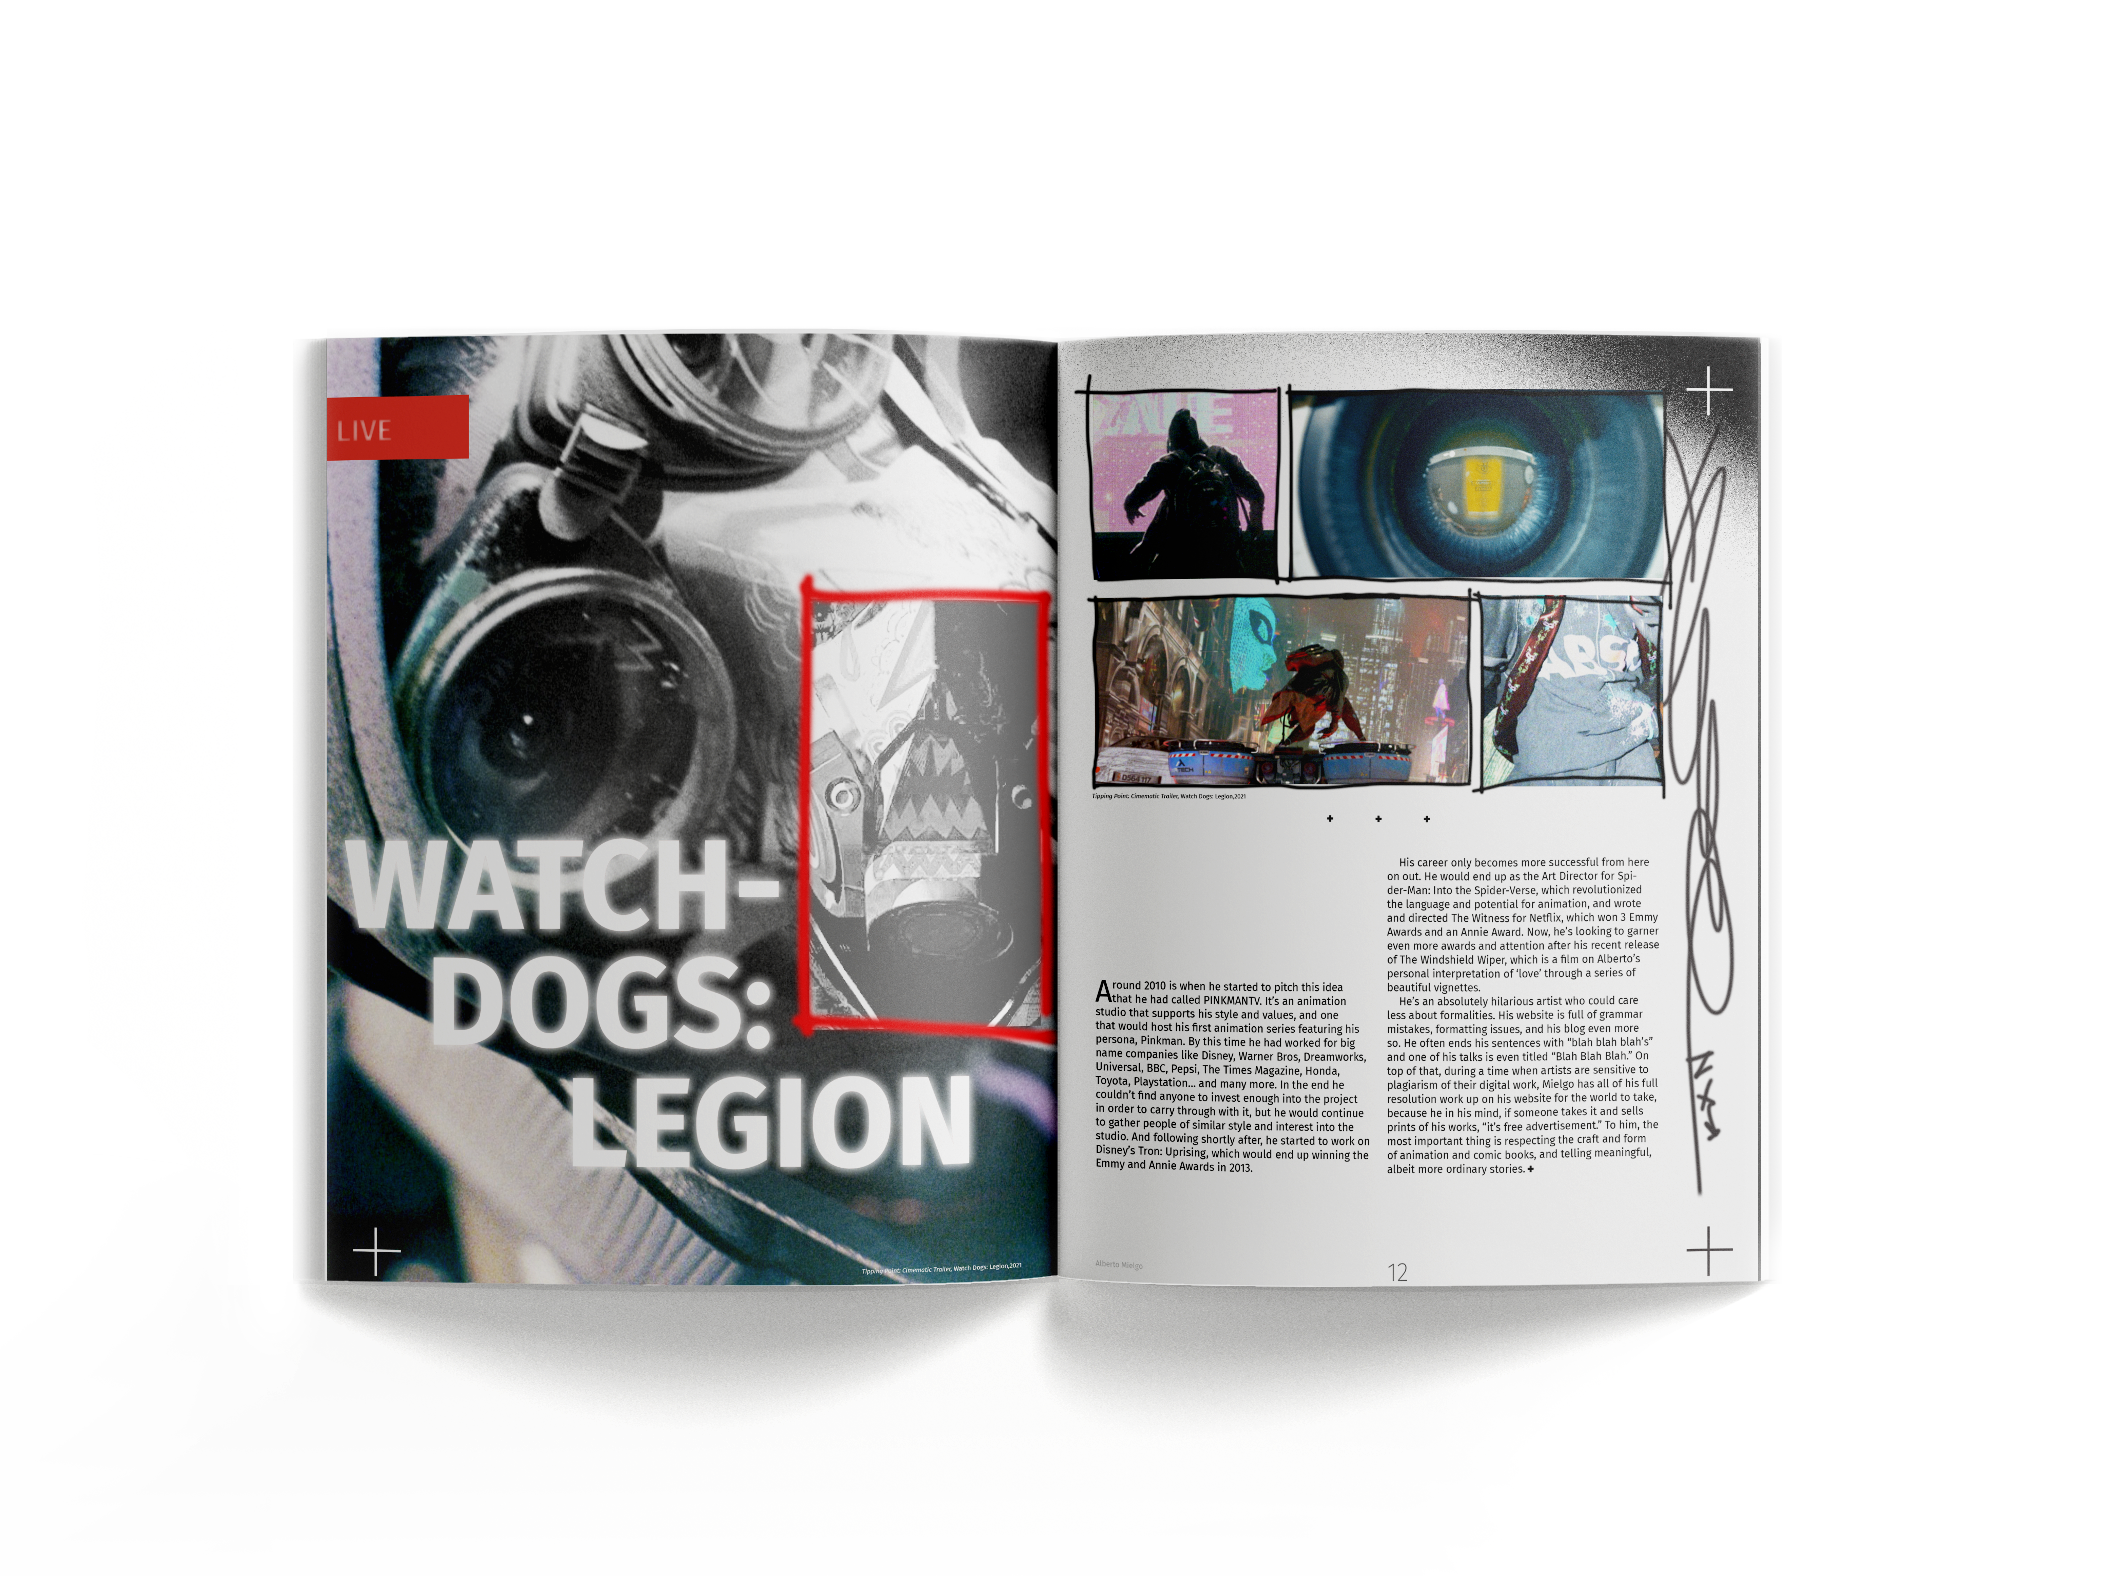 LIVE
WATCH-
DOGS:
LEGION
Tipping Point: Cinematic Trailer, Watch Dogs: Legion,2021
TECH
DS64 117
Tipping Point: Cimematic Trailer, Watch Dogs: Legion,2021
Around 2010 is when he started to pitch this idea
that he had called PINKMANTV. It’s an animation
studio that supports his style and values, and one
that would host his first animation series featuring his
persona, Pinkman. By this time he had worked for big
name companies like Disney, Warner Bros, Dreamworks,
Universal, BBC, Pepsi, The Times Magazine, Honda,
Toyota, Playstation... and many more. In the end he
couldn’t find anyone to invest enough into the project
in order to carry through with it, but he would continue
to gather people of similar style and interest into the
studio. And following shortly after, he started to work on
Disney’s Tron: Uprising, which would end up winning the
Emmy and Annie Awards in 2013.
His career only becomes more successful from here
on out. He would end up as the Art Director for Spi-
der-Man: Into the Spider-Verse, which revolutionized
the language and potential for animation, and wrote
and directed The Witness for Netflix, which won 3 Emmy
Awards and an Annie Award. Now, he’s looking to garner
even more awards and attention after his recent release
of The Windshield Wiper, which is a film on Alberto’s
personal interpretation of ‘love’ through a series of
beautiful vignettes.
He’s an absolutely hilarious artist who could care
less about formalities. His website is full of grammar
mistakes, formatting issues, and his blog even more
so. He often ends his sentences with “blah blah blah’s”
and one of his talks is even titled “Blah Blah Blah.” On
top of that, during a time when artists are sensitive to
plagiarism of their digital work, Mielgo has all of his full
resolution work up on his website for the world to take,
because he in his mind, if someone takes it and sells
prints of his works, “it’s free advertisement.” To him, the
most important thing is respecting the craft and form
of animation and comic books, and telling meaningful,
albeit more ordinary stories.
Alberto Mielgo
12